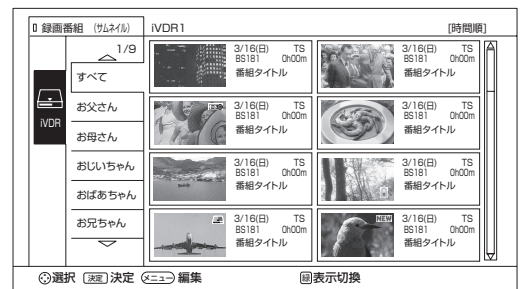 録画番組 (サムネイル) iVDR1 [時間順]
1/9
iVDR
すべて
お父さん
お母さん
おじいちゃん
おばあちゃん
お兄ちゃん
3/16(日) TS
BS181 0h00m
番組タイトル
3/16(日) TS
BS181 0h00m
番組タイトル
3/16(日) TS
BS181 0h00m
番組タイトル
3/16(日) TS
BS181 0h00m
番組タイトル
3/16(日) TS
BS181 0h00m
番組タイトル
3/16(日) TS
BS181 0h00m
番組タイトル
3/16(日) TS
BS181 0h00m
番組タイトル
NEW
3/16(日) TS
BS181 0h00m
番組タイトル
選択 決定 決定 メニュー 編集 緑 表示切換